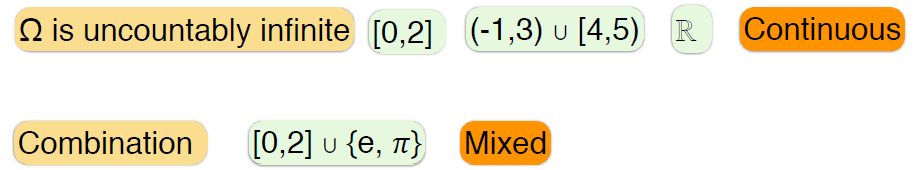 Ω is uncountably infinite [0,2] (-1,3) ∪ [4,5) ℝ Continuous
Combination [0,2] ∪ {e, π} Mixed